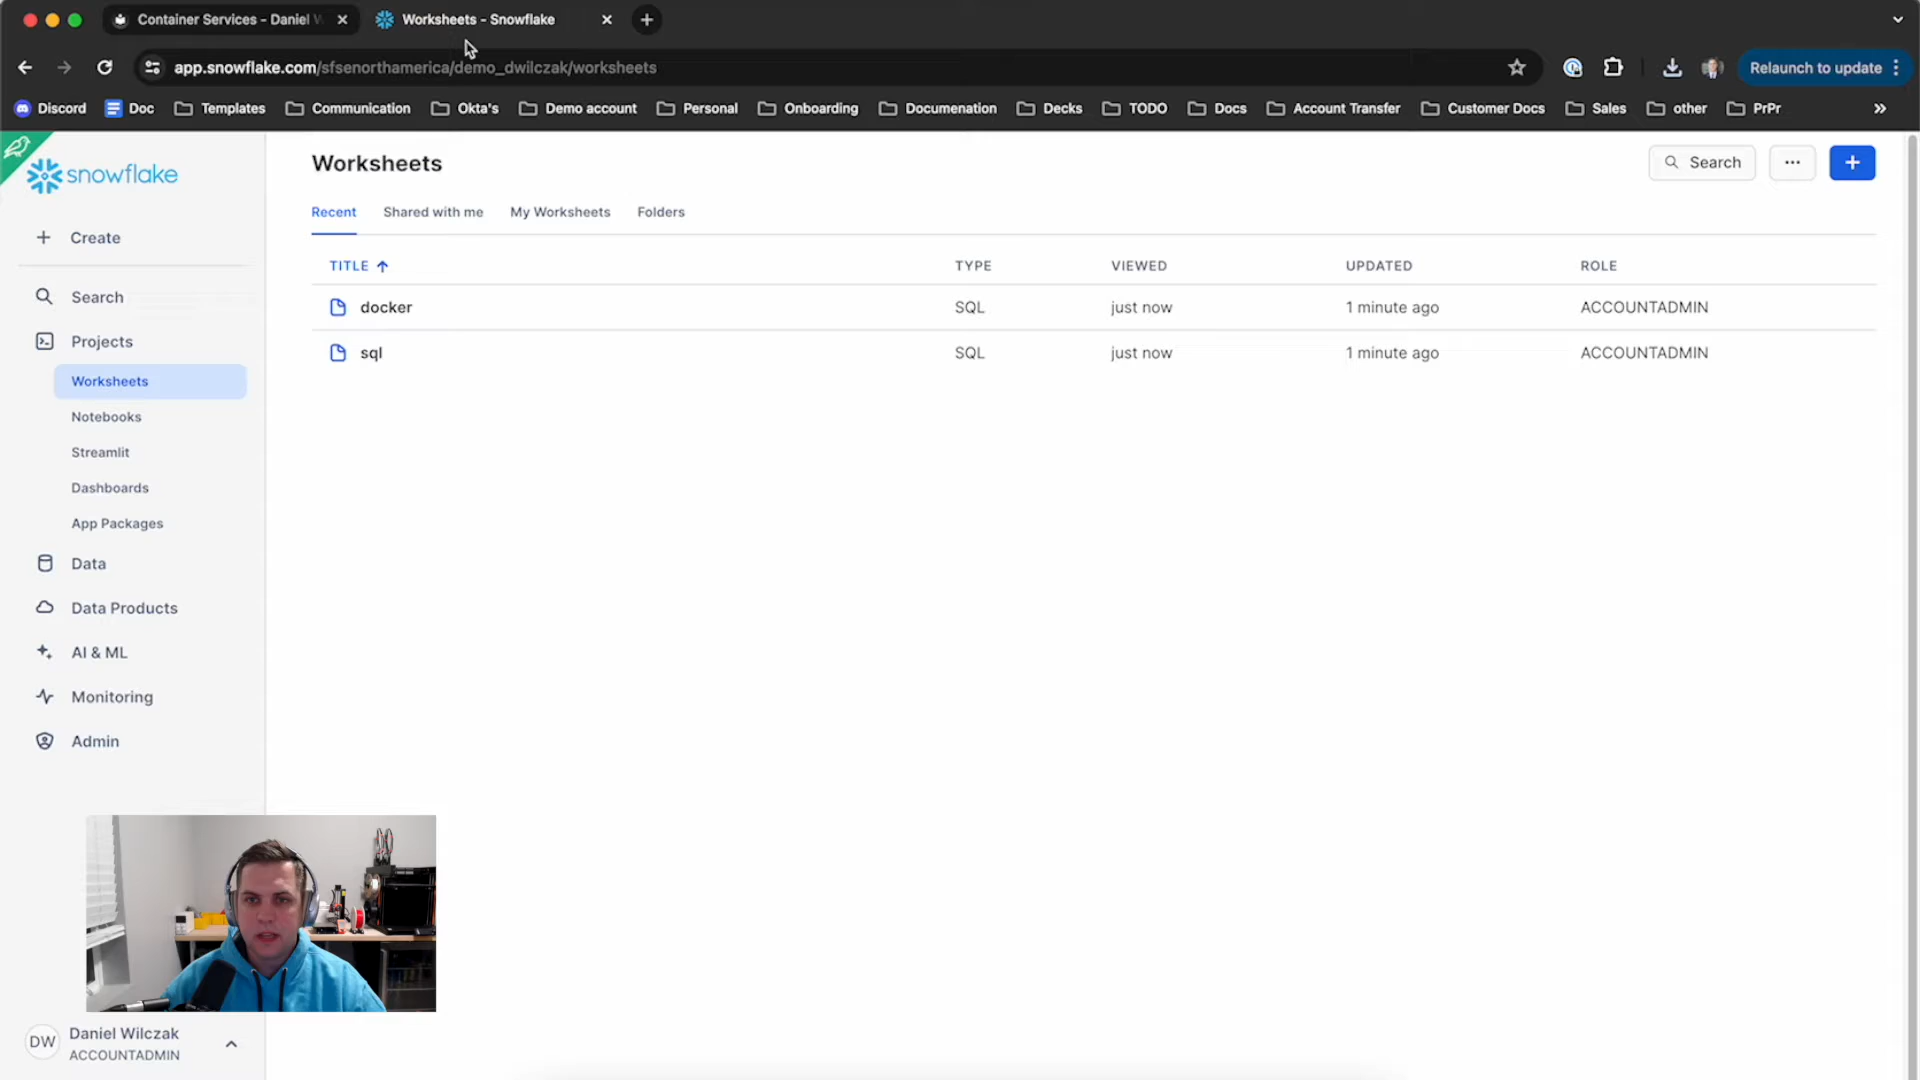 Container Services - Daniel W
Worksheets - Snowflake
app.snowflake.com/sfsenorthamerica/demo_dwilczak/worksheets
Relaunch to update
Discord
Doc
Templates
Communication
Okta's
Demo account
Personal
Onboarding
Documenation
Decks
TODO
Docs
Account Transfer
Customer Docs
Sales
other
PrPr
snowflake
Create
Search
Projects
Worksheets
Notebooks
Streamlit
Dashboards
App Packages
Data
Data Products
AI & ML
Monitoring
Admin
DW
Daniel Wilczak
ACCOUNTADMIN
Worksheets
Search
Recent Shared with me My Worksheets Folders
TITLE TYPE VIEWED UPDATED ROLE
docker SQL just now 1 minute ago ACCOUNTADMIN
sql SQL just now 1 minute ago ACCOUNTADMIN